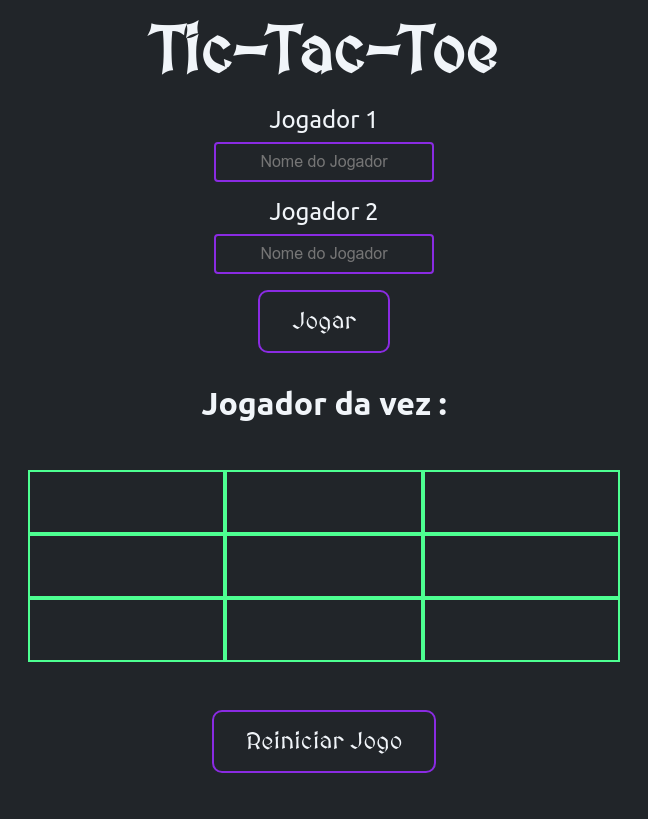 Tic-Tac-Toe
Jogador 1
Nome do Jogador
Jogador 2
Nome do Jogador
Jogar
Jogador da vez :
Reiniciar Jogo